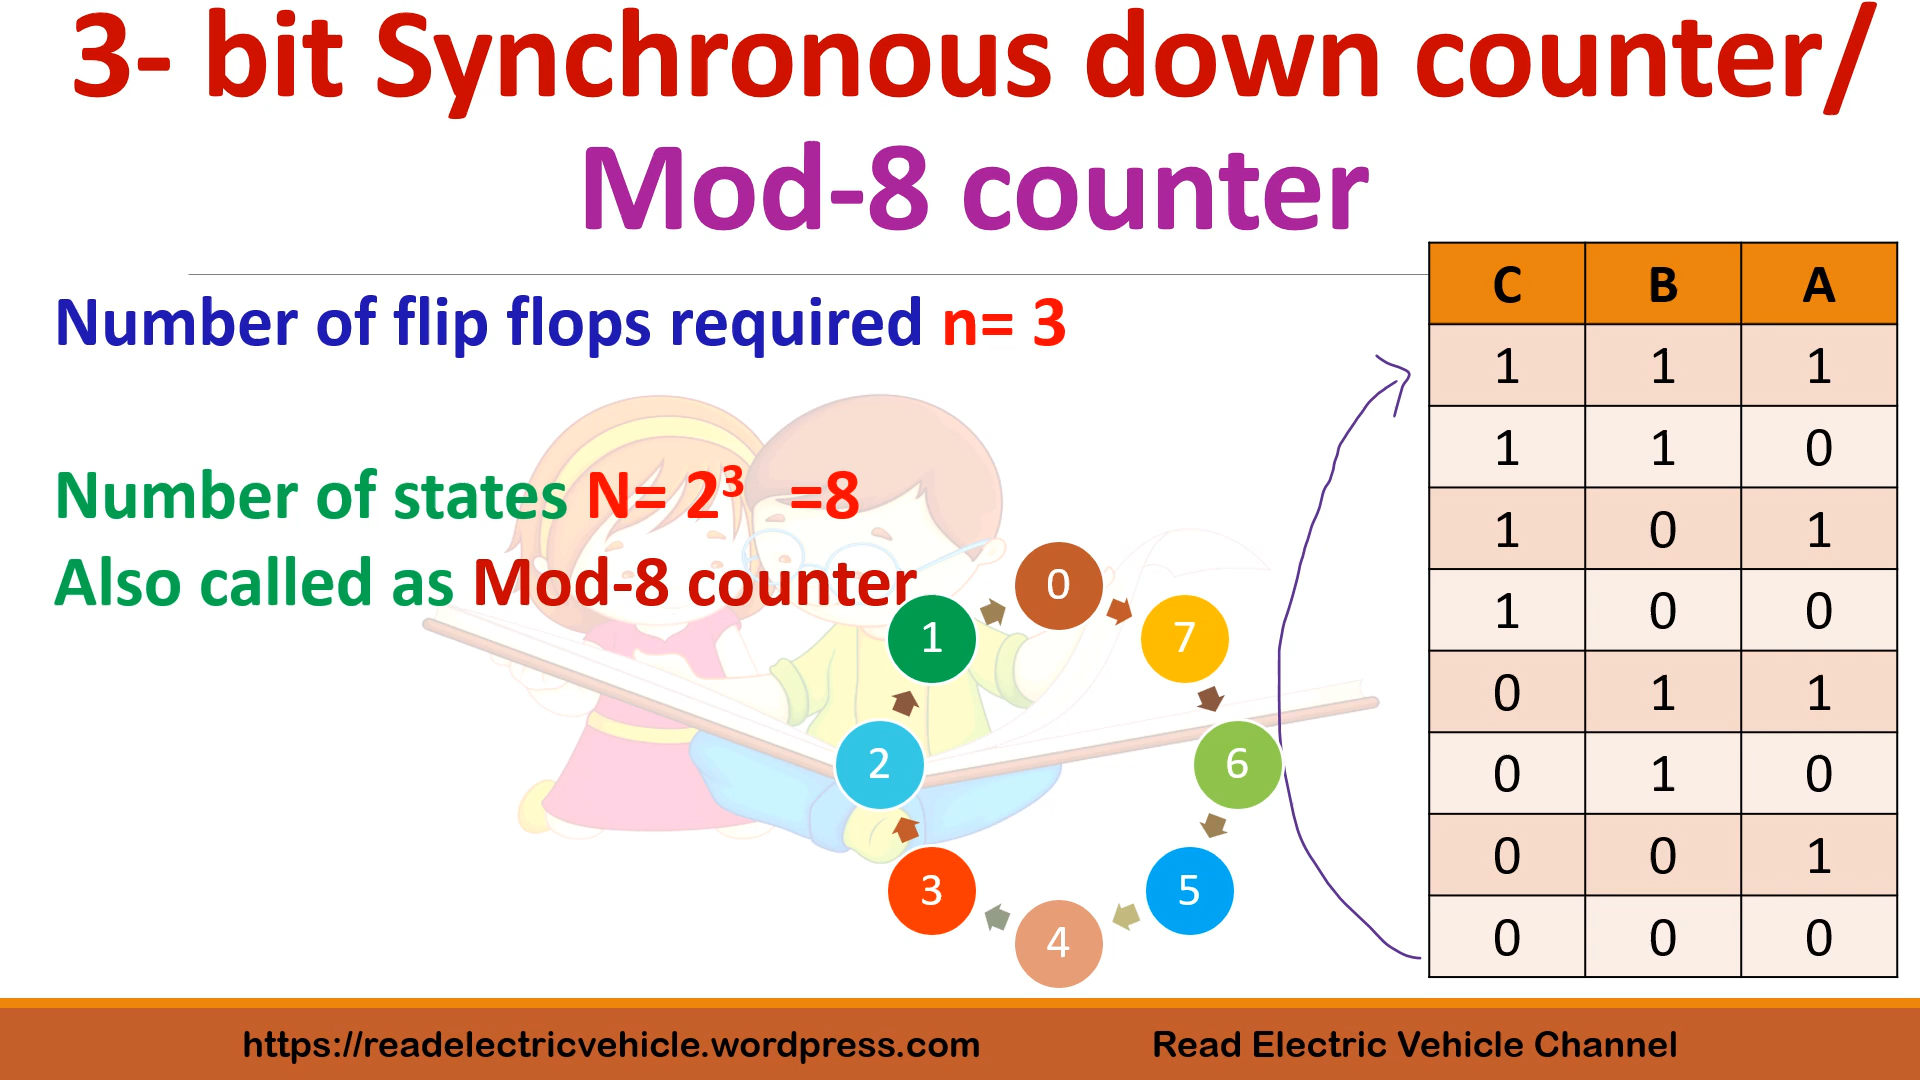 3- bit Synchronous down counter/
Mod-8 counter
Number of flip flops required n= 3
Number of states N= 2³ =8
Also called as Mod-8 counter
0
1
7
2
6
3
5
4
C B A
1 1 1
1 1 0
1 0 1
1 0 0
0 1 1
0 1 0
0 0 1
0 0 0
https://readelectricvehicle.wordpress.com
Read Electric Vehicle Channel